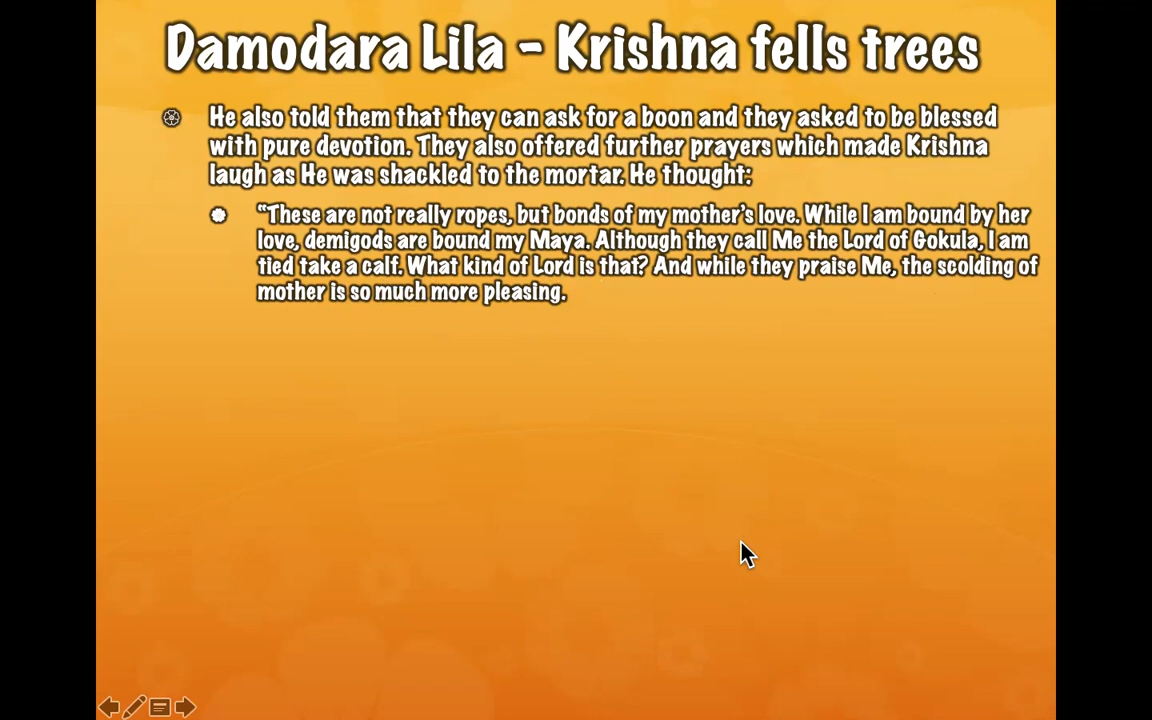 Damodara Lila - Krishna fells trees
He also told them that they can ask for a boon and they asked to be blessed
with pure devotion. They also offered further prayers which made Krishna
laugh as He was shackled to the mortar. He thought:
“These are not really ropes, but bonds of my mother’s love. While I am bound by her
love, demigods are bound my Maya. Although they call Me the Lord of Gokula, I am
tied take a calf. What kind of Lord is that? And while they praise Me, the scolding of
mother is so much more pleasing.